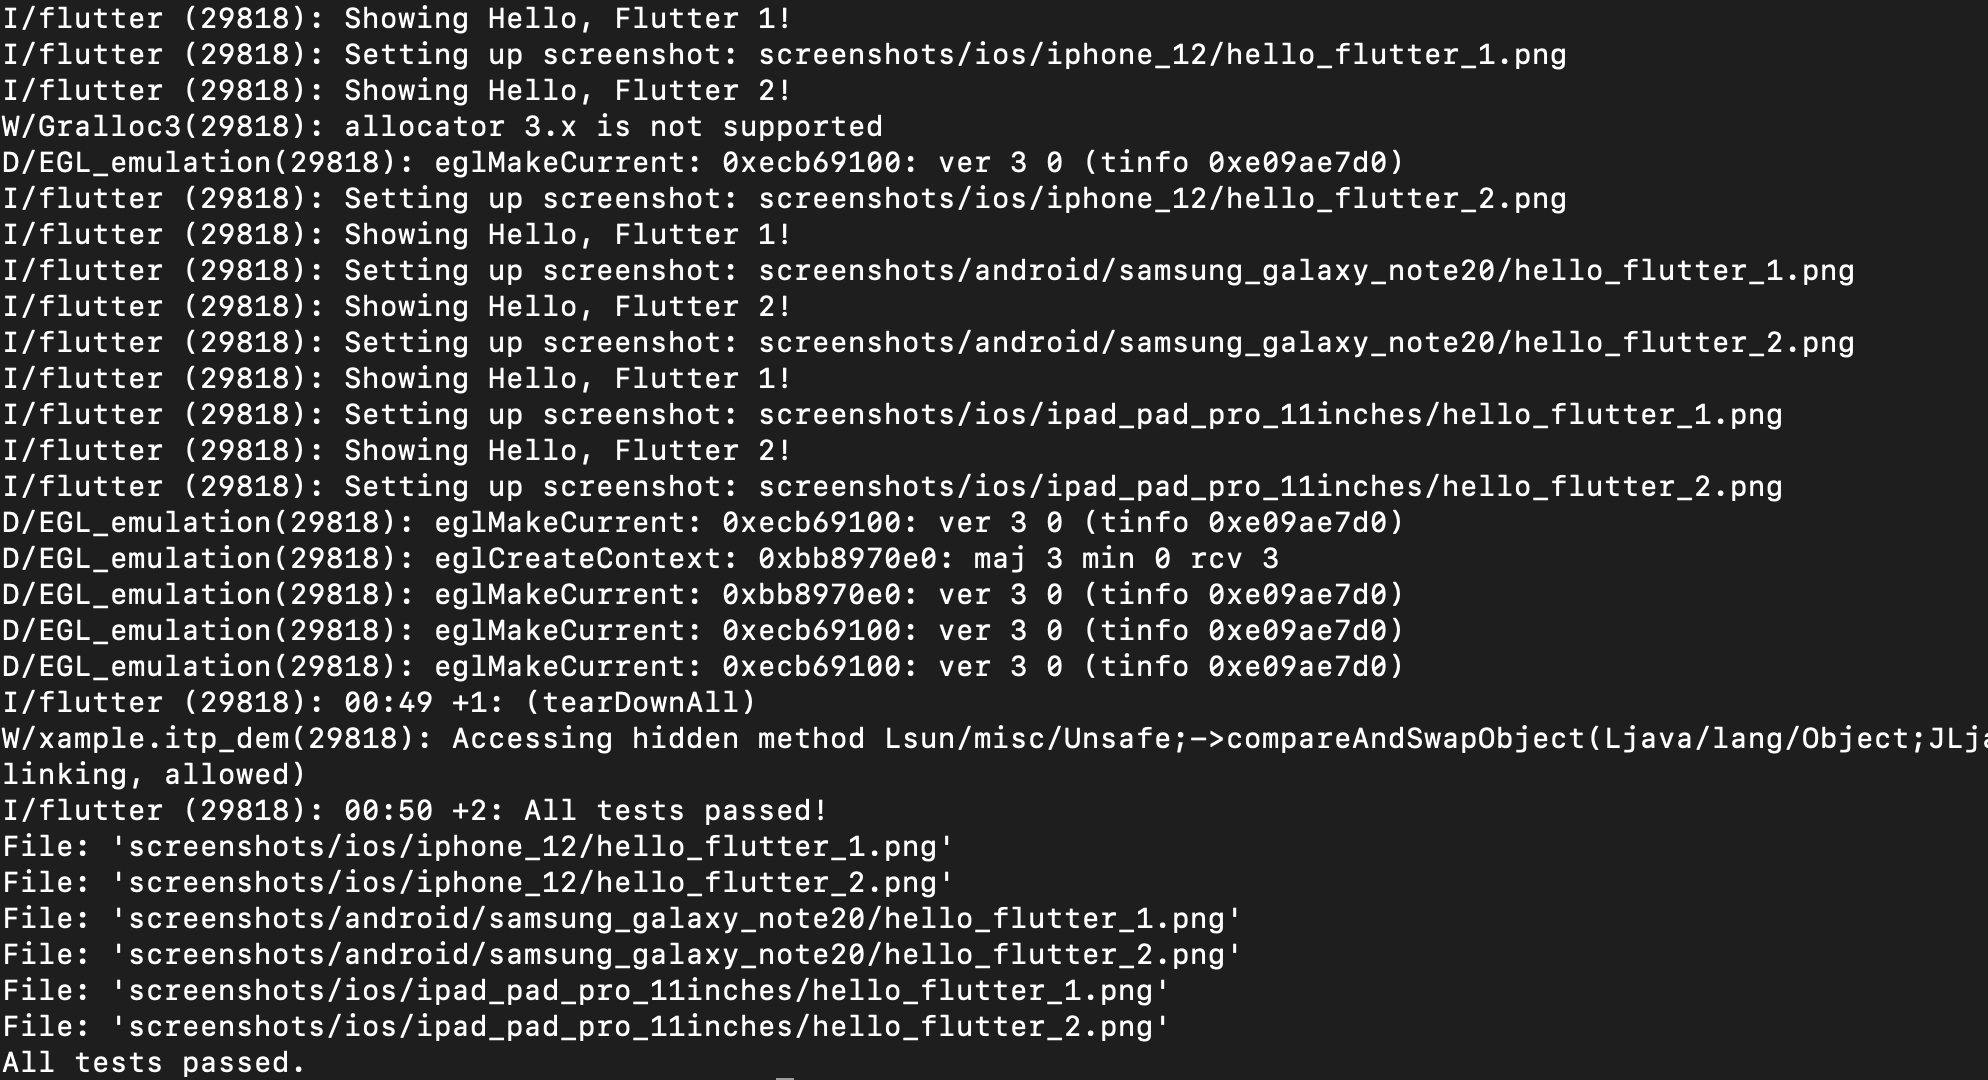 I/flutter (29818): Showing Hello, Flutter 1!
I/flutter (29818): Setting up screenshot: screenshots/ios/iphone_12/hello_flutter_1.png
I/flutter (29818): Showing Hello, Flutter 2!
W/Gralloc3(29818): allocator 3.x is not supported
D/EGL_emulation(29818): eglMakeCurrent: 0xecb69100: ver 3 0 (tinfo 0xe09ae7d0)
I/flutter (29818): Setting up screenshot: screenshots/ios/iphone_12/hello_flutter_2.png
I/flutter (29818): Showing Hello, Flutter 1!
I/flutter (29818): Setting up screenshot: screenshots/android/samsung_galaxy_note20/hello_flutter_1.png
I/flutter (29818): Showing Hello, Flutter 2!
I/flutter (29818): Setting up screenshot: screenshots/android/samsung_galaxy_note20/hello_flutter_2.png
I/flutter (29818): Showing Hello, Flutter 1!
I/flutter (29818): Setting up screenshot: screenshots/ios/ipad_pad_pro_11inches/hello_flutter_1.png
I/flutter (29818): Showing Hello, Flutter 2!
I/flutter (29818): Setting up screenshot: screenshots/ios/ipad_pad_pro_11inches/hello_flutter_2.png
D/EGL_emulation(29818): eglMakeCurrent: 0xecb69100: ver 3 0 (tinfo 0xe09ae7d0)
D/EGL_emulation(29818): eglCreateContext: 0xbb8970e0: maj 3 min 0 rcv 3
D/EGL_emulation(29818): eglMakeCurrent: 0xbb8970e0: ver 3 0 (tinfo 0xe09ae7d0)
D/EGL_emulation(29818): eglMakeCurrent: 0xecb69100: ver 3 0 (tinfo 0xe09ae7d0)
D/EGL_emulation(29818): eglMakeCurrent: 0xecb69100: ver 3 0 (tinfo 0xe09ae7d0)
I/flutter (29818): 00:49 +1: (tearDownAll)
W/xample.itp_dem(29818): Accessing hidden method Lsun/misc/Unsafe;->compareAndSwapObject(Ljava/lang/Object;JLja
linking, allowed)
I/flutter (29818): 00:50 +2: All tests passed!
File: 'screenshots/ios/iphone_12/hello_flutter_1.png'
File: 'screenshots/ios/iphone_12/hello_flutter_2.png'
File: 'screenshots/android/samsung_galaxy_note20/hello_flutter_1.png'
File: 'screenshots/android/samsung_galaxy_note20/hello_flutter_2.png'
File: 'screenshots/ios/ipad_pad_pro_11inches/hello_flutter_1.png'
File: 'screenshots/ios/ipad_pad_pro_11inches/hello_flutter_2.png'
All tests passed.